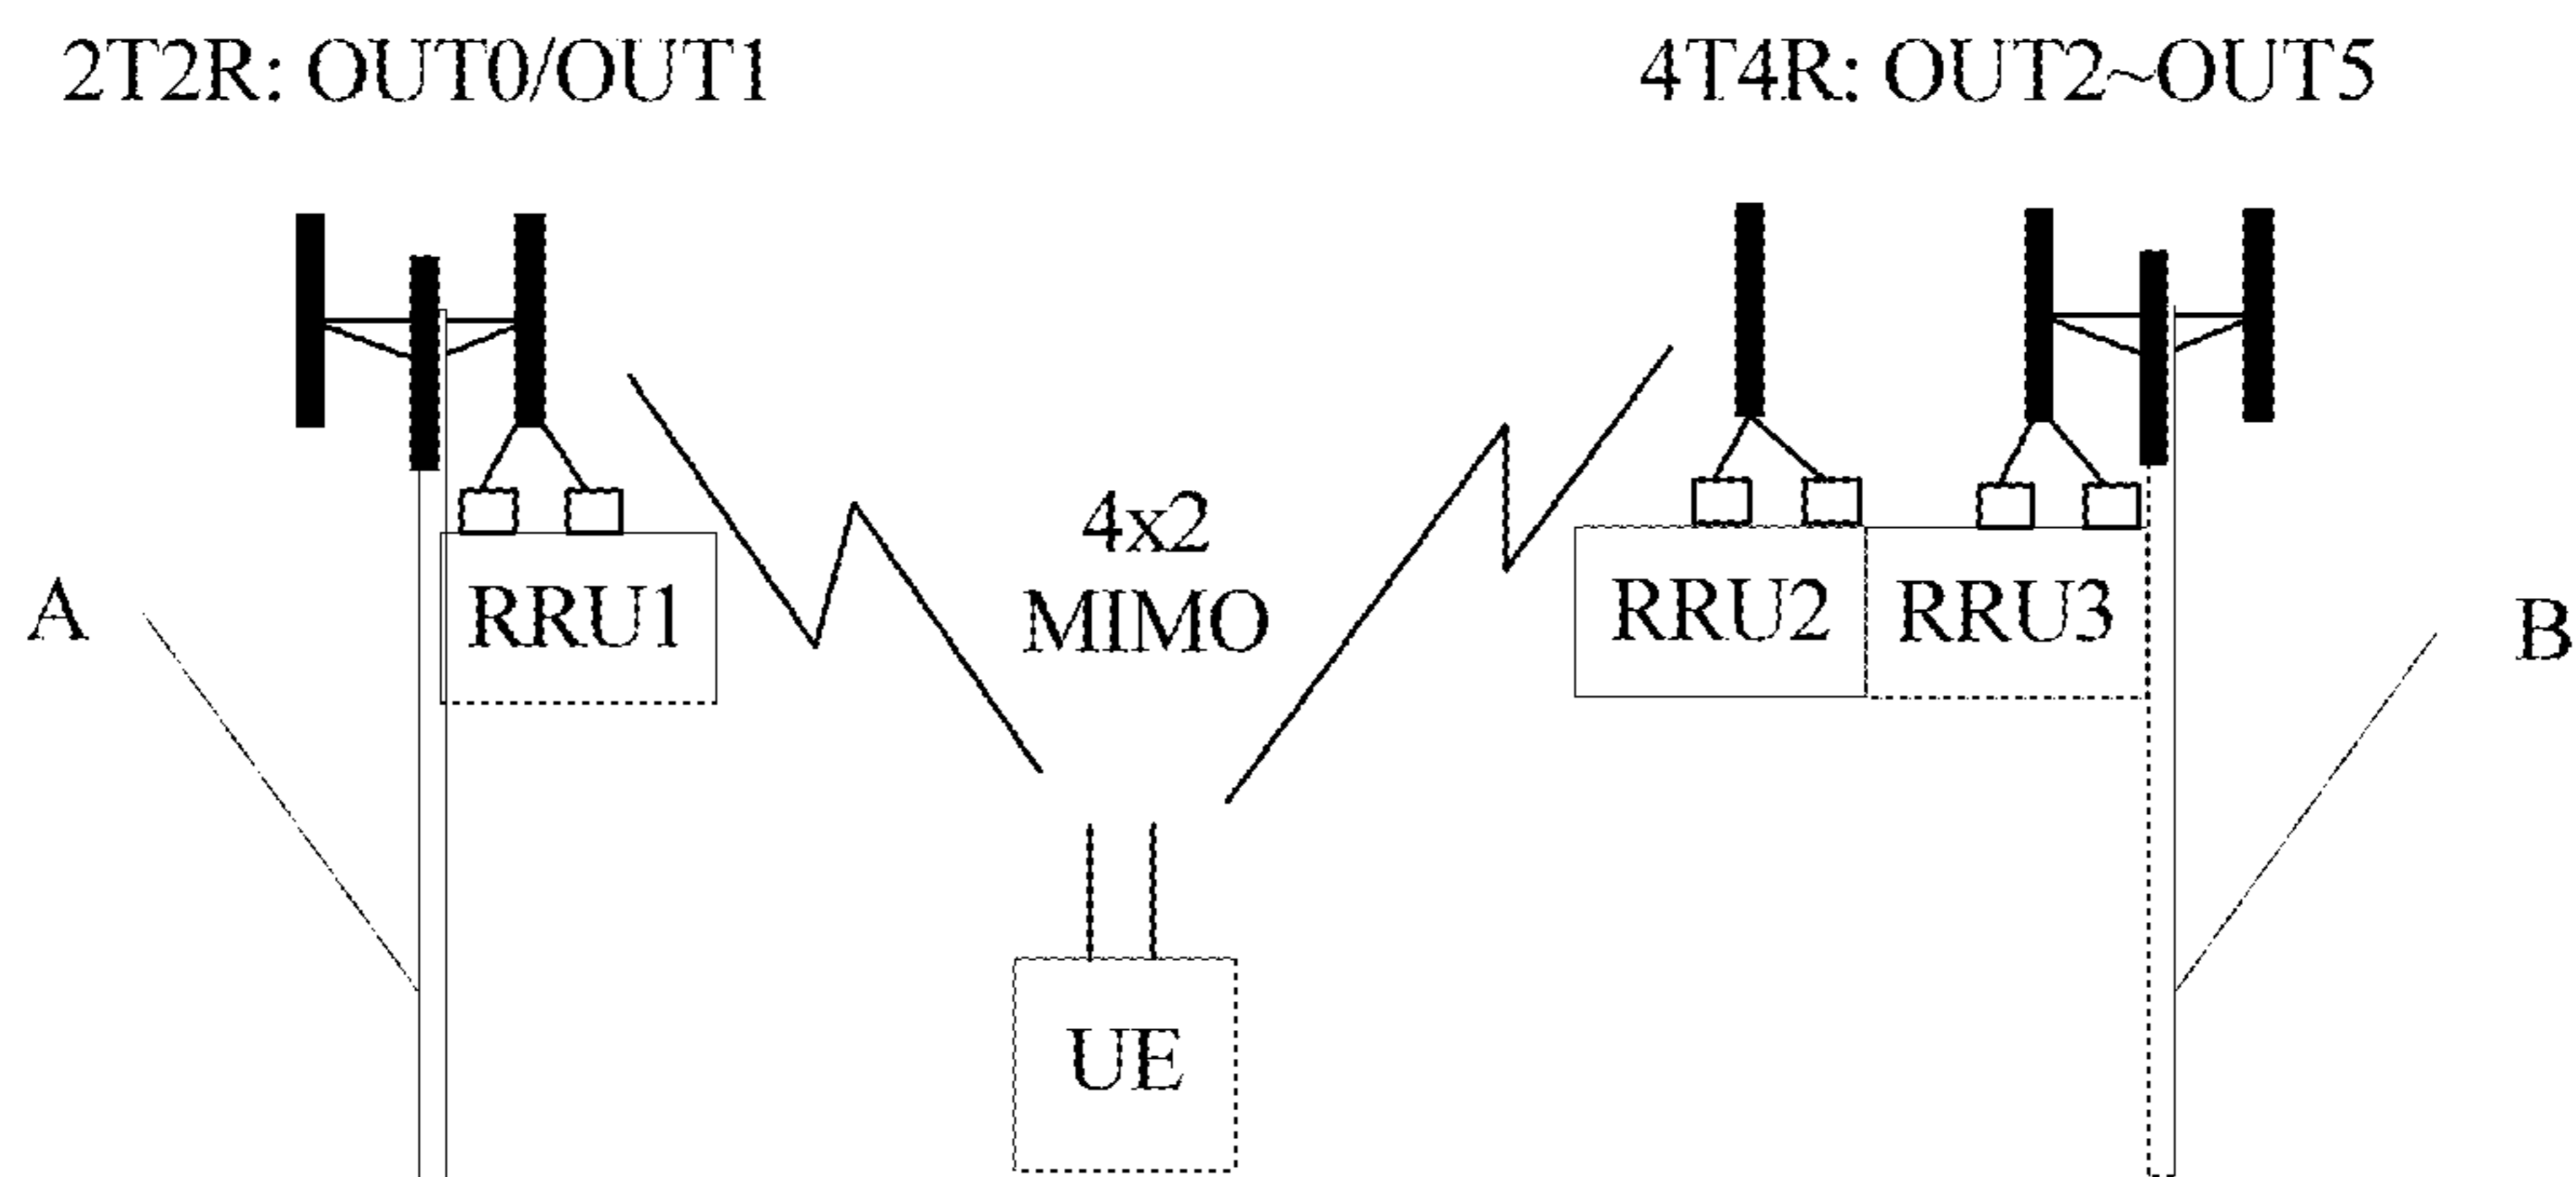 2T2R: OUT0/OUT1
4T4R: OUT2~OUT5
4x2
MIMO
A
RRU1
RRU2
RRU3
B
UE